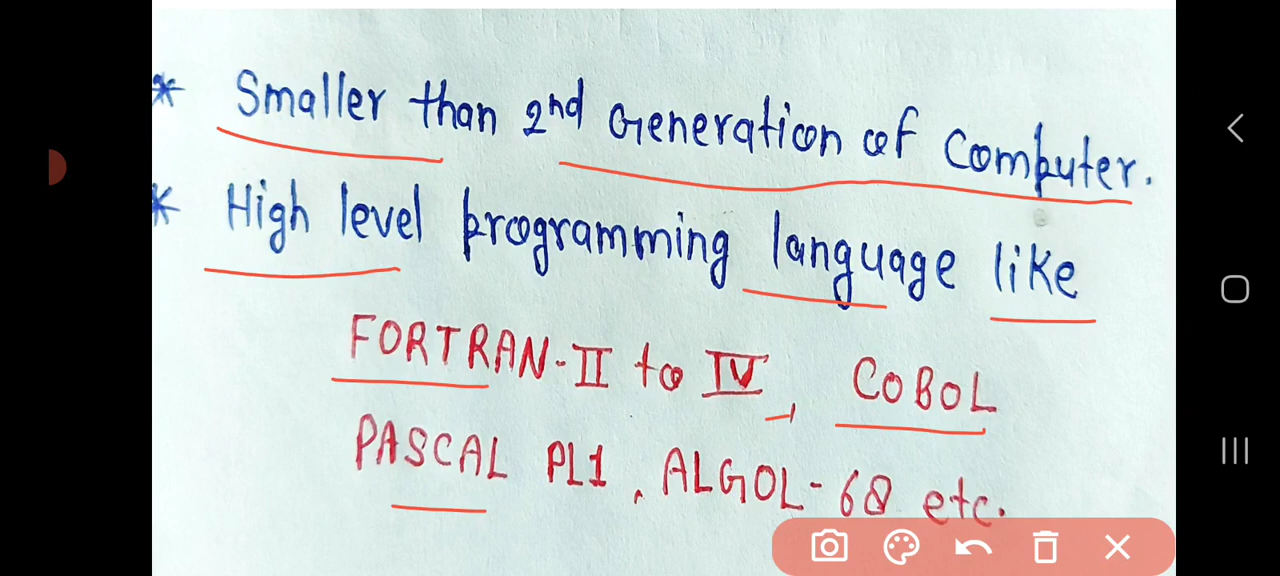 * Smaller than 2nd Generation of Computer.
* High level programming language like
FORTRAN-II to IV, COBOL
PASCAL PL1, ALGOL-68 etc.